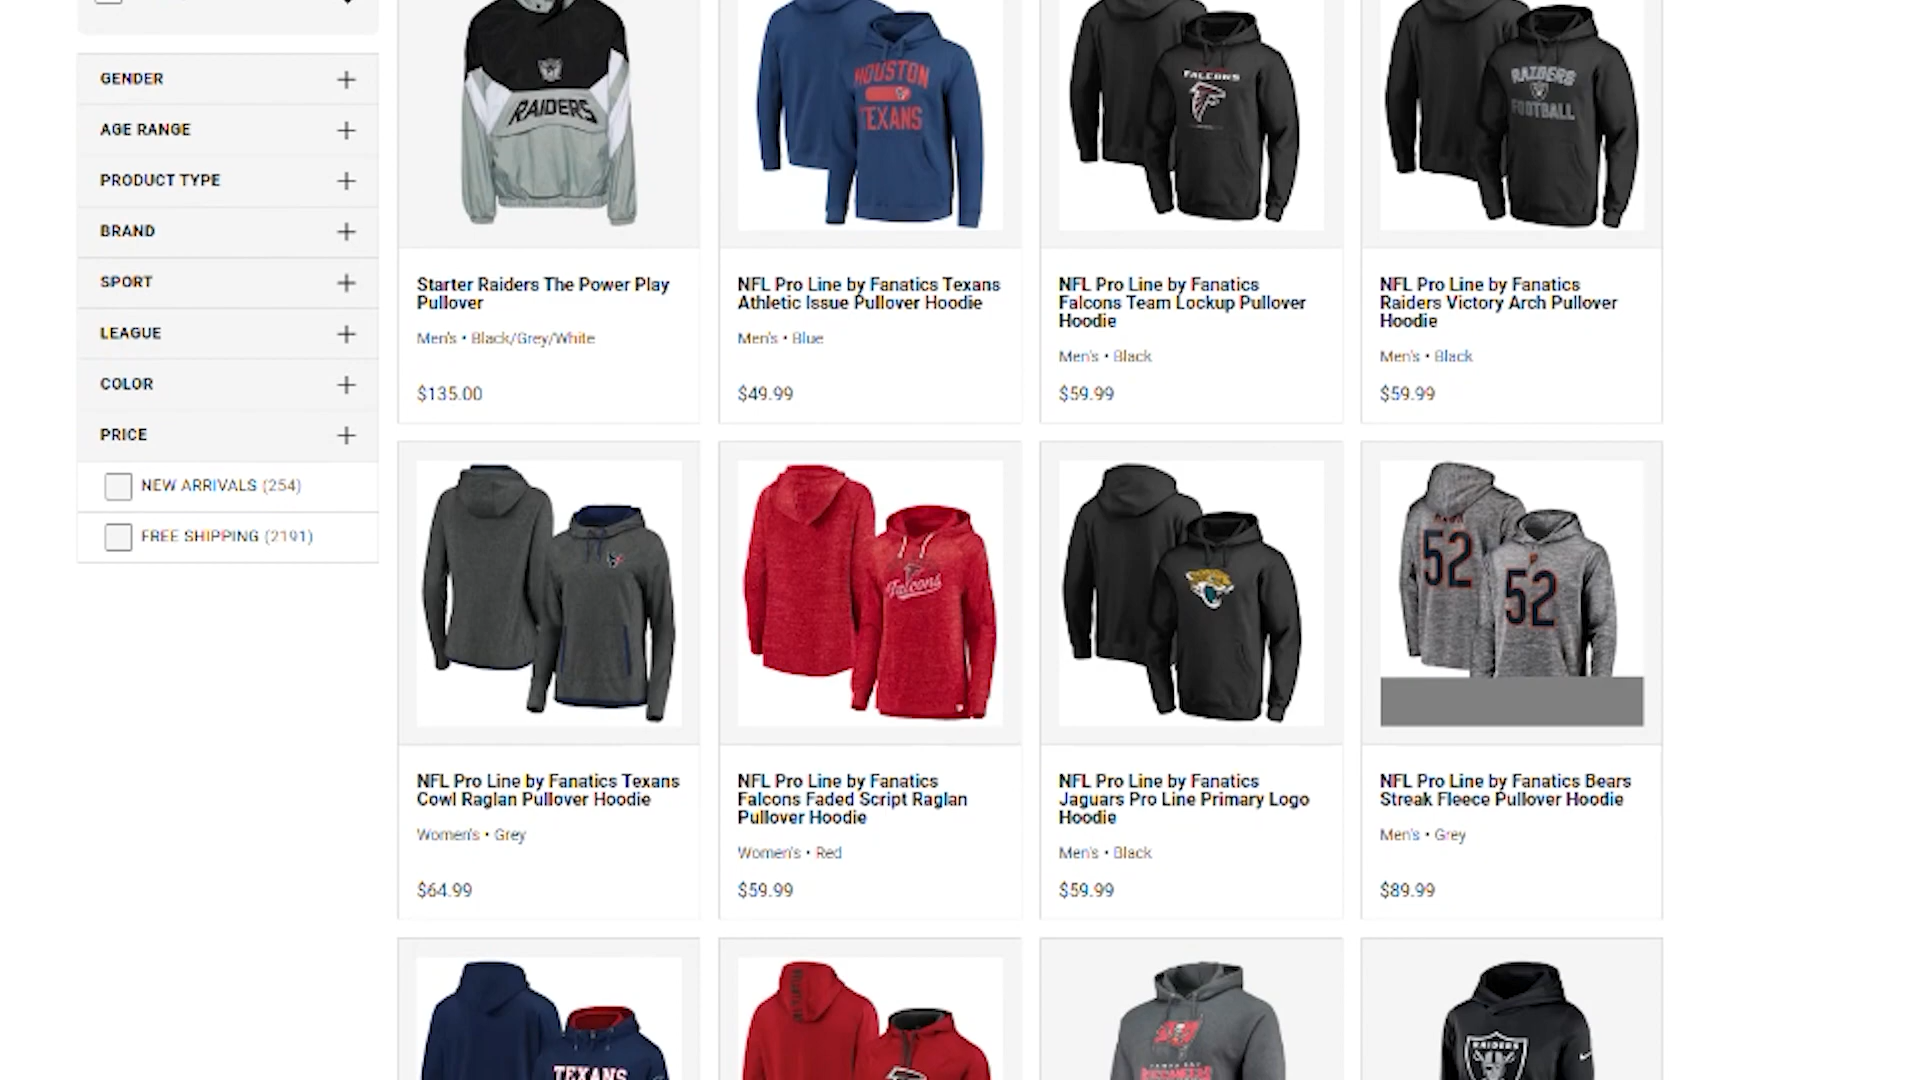 GENDER
AGE RANGE
PRODUCT TYPE
BRAND
SPORT
LEAGUE
COLOR
PRICE
NEW ARRIVALS (254)
FREE SHIPPING (2191)
RAIDERS
HOUSTON
TEXANS
FALCONS
RAIDERS
FOOTBALL
Starter Raiders The Power Play
Pullover
Men's • Black/Grey/White
$135.00
NFL Pro Line by Fanatics Texans
Athletic Issue Pullover Hoodie
Men's • Blue
$49.99
NFL Pro Line by Fanatics
Falcons Team Lockup Pullover
Hoodie
Men's • Black
$59.99
NFL Pro Line by Fanatics
Raiders Victory Arch Pullover
Hoodie
Men's • Black
$59.99
Falcons
52
52
NFL Pro Line by Fanatics Texans
Cowl Raglan Pullover Hoodie
Women's • Grey
$64.99
NFL Pro Line by Fanatics
Falcons Faded Script Raglan
Pullover Hoodie
Women's • Red
$59.99
NFL Pro Line by Fanatics
Jaguars Pro Line Primary Logo
Hoodie
Men's • Black
$59.99
NFL Pro Line by Fanatics Bears
Streak Fleece Pullover Hoodie
Men's • Grey
$89.99
TEXANS
TAMPA BAY
BUCCANEERS
RAIDERS